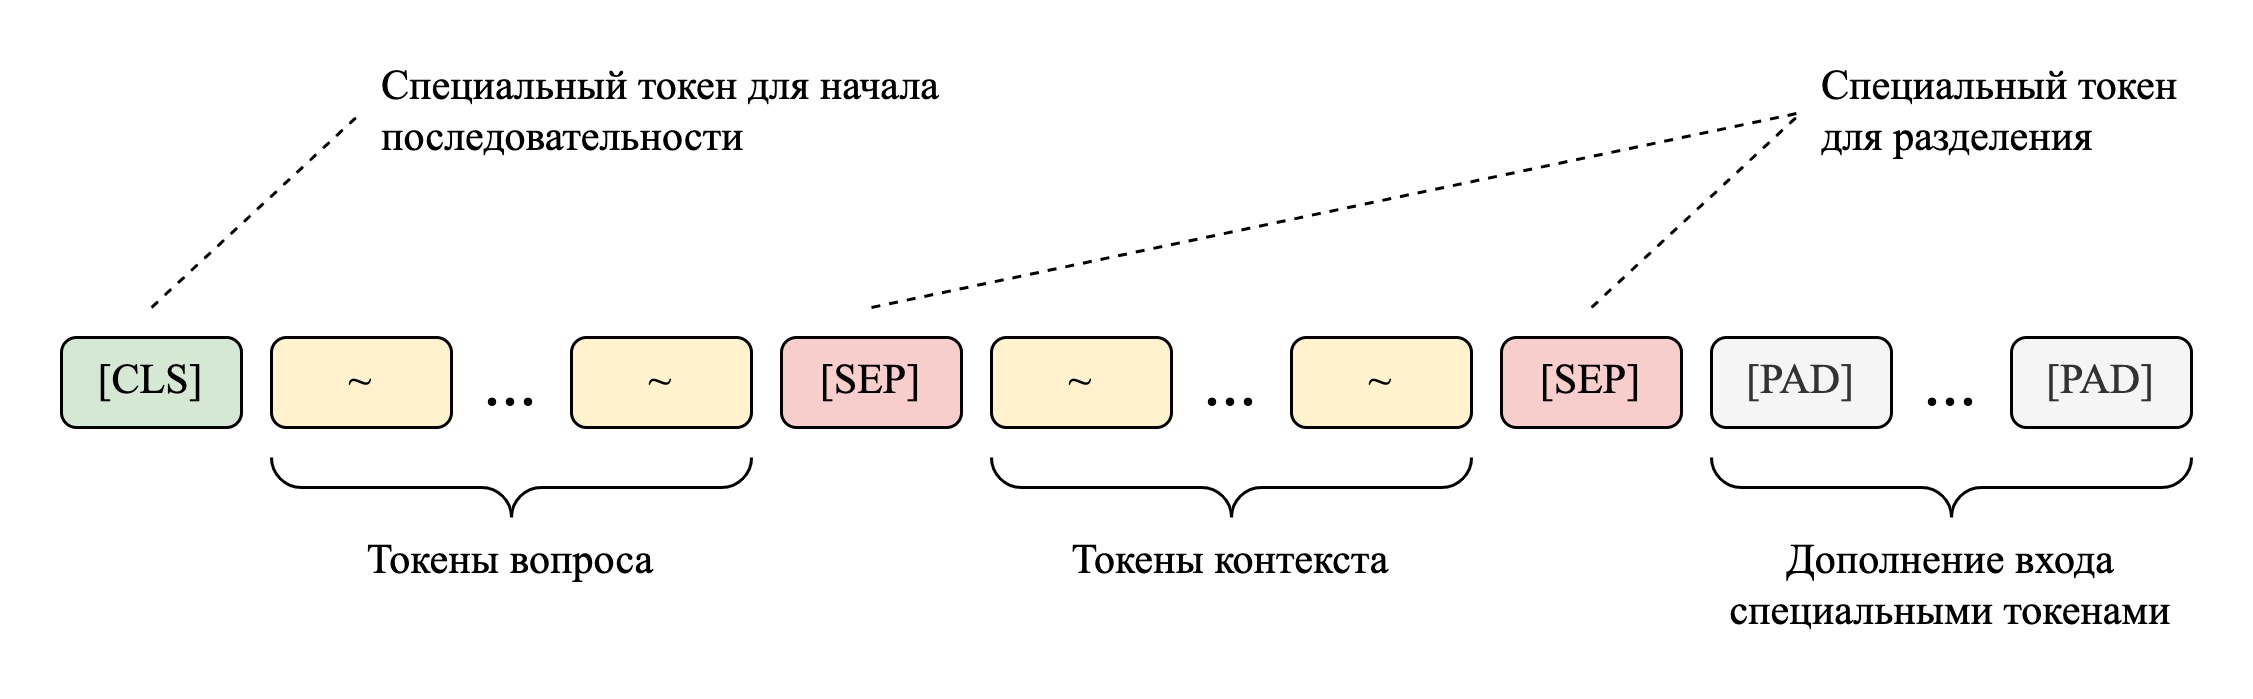 Специальный токен для начала
последовательности
Специальный токен
для разделения
[CLS] ~ ... ~ [SEP] ~ ... ~ [SEP] [PAD] ... [PAD]
Токены вопроса
Токены контекста
Дополнение входа
специальными токенами